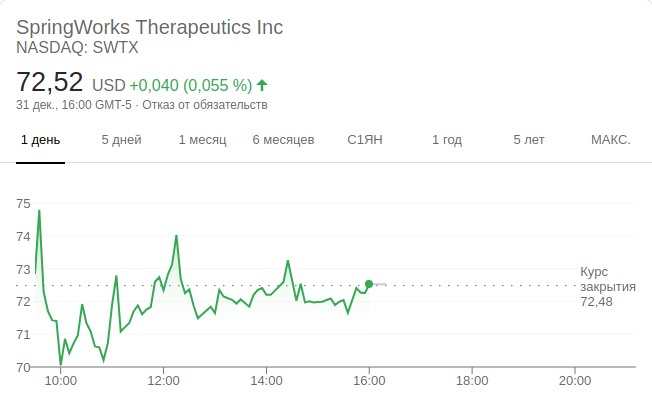 SpringWorks Therapeutics Inc
NASDAQ: SWTX
72,52 USD +0,040 (0,055 %)
31 дек., 16:00 GMT-5 · Отказ от обязательств
1 день 5 дней 1 месяц 6 месяцев С1ЯН 1 год 5 лет МАКС.
75
74
73
Курс
закрытия
72,48
72
71
70
10:00 12:00 14:00 16:00 18:00 20:00